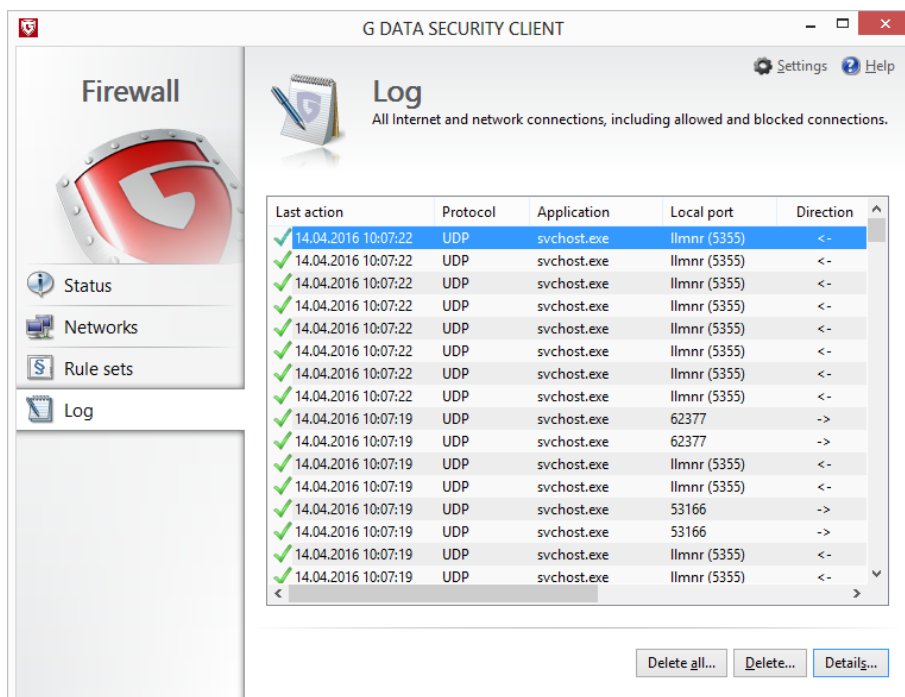 G DATA SECURITY CLIENT
Firewall
Settings Help
Log
All Internet and network connections, including allowed and blocked connections.
Status
Networks
Rule sets
Log
Last action Protocol Application Local port Direction
14.04.2016 10:07:22 UDP svchost.exe llmnr (5355) <-
14.04.2016 10:07:22 UDP svchost.exe llmnr (5355) <-
14.04.2016 10:07:22 UDP svchost.exe llmnr (5355) <-
14.04.2016 10:07:22 UDP svchost.exe llmnr (5355) <-
14.04.2016 10:07:22 UDP svchost.exe llmnr (5355) <-
14.04.2016 10:07:22 UDP svchost.exe llmnr (5355) <-
14.04.2016 10:07:22 UDP svchost.exe llmnr (5355) <-
14.04.2016 10:07:22 UDP svchost.exe llmnr (5355) <-
14.04.2016 10:07:19 UDP svchost.exe 62377 ->
14.04.2016 10:07:19 UDP svchost.exe 62377 ->
14.04.2016 10:07:19 UDP svchost.exe llmnr (5355) <-
14.04.2016 10:07:19 UDP svchost.exe llmnr (5355) <-
14.04.2016 10:07:19 UDP svchost.exe 53166 ->
14.04.2016 10:07:19 UDP svchost.exe 53166 ->
14.04.2016 10:07:19 UDP svchost.exe llmnr (5355) <-
14.04.2016 10:07:19 UDP svchost.exe llmnr (5355) <-
Delete all... Delete... Details...